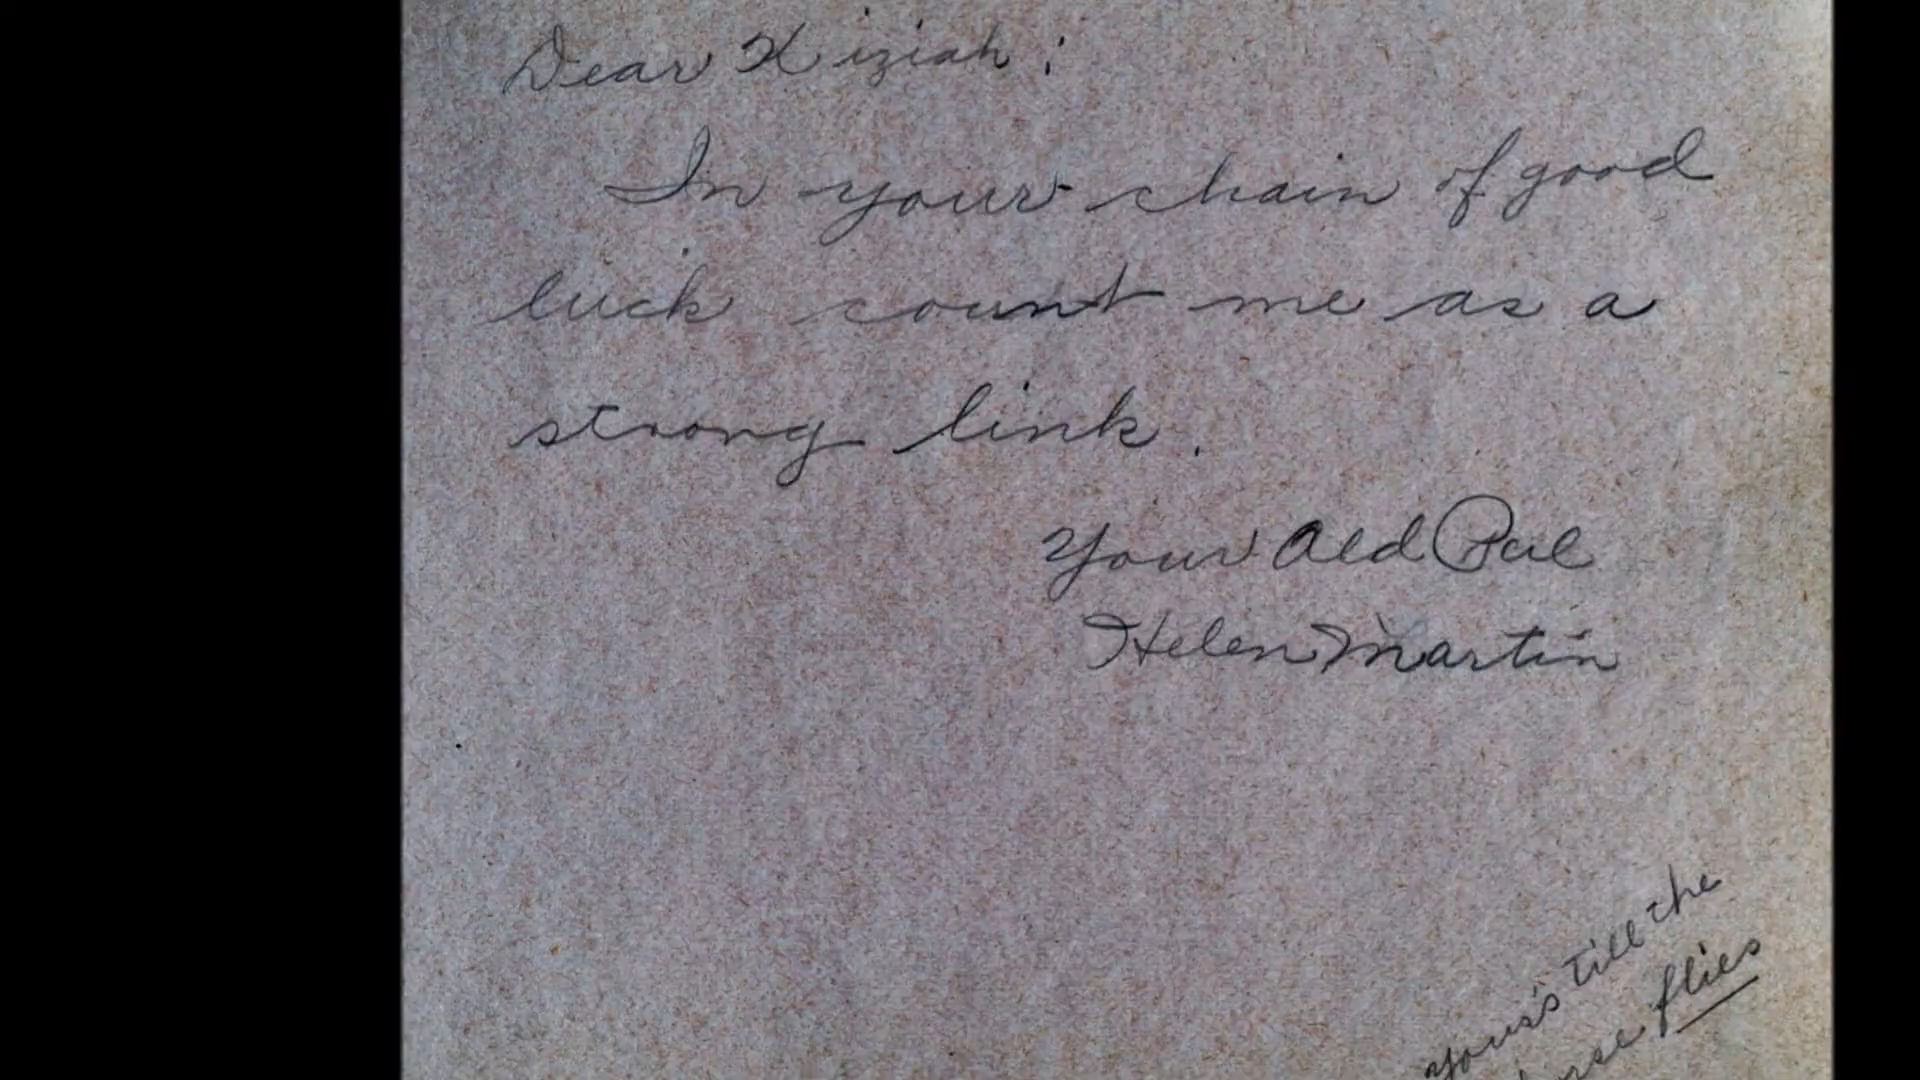 Dear Kiziah :
In your chain of good
luck count me as a
strong link.
Your Old Pal
Helen Martin
Yours's till the
flies